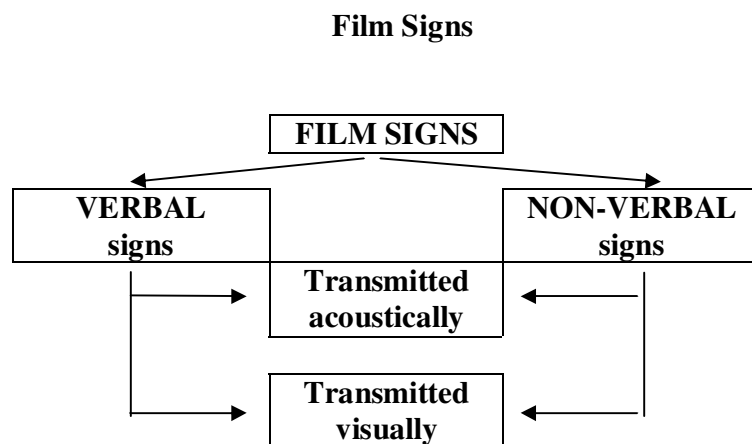 Film Signs
FILM SIGNS
VERBAL
signs
NON-VERBAL
signs
Transmitted
acoustically
Transmitted
visually